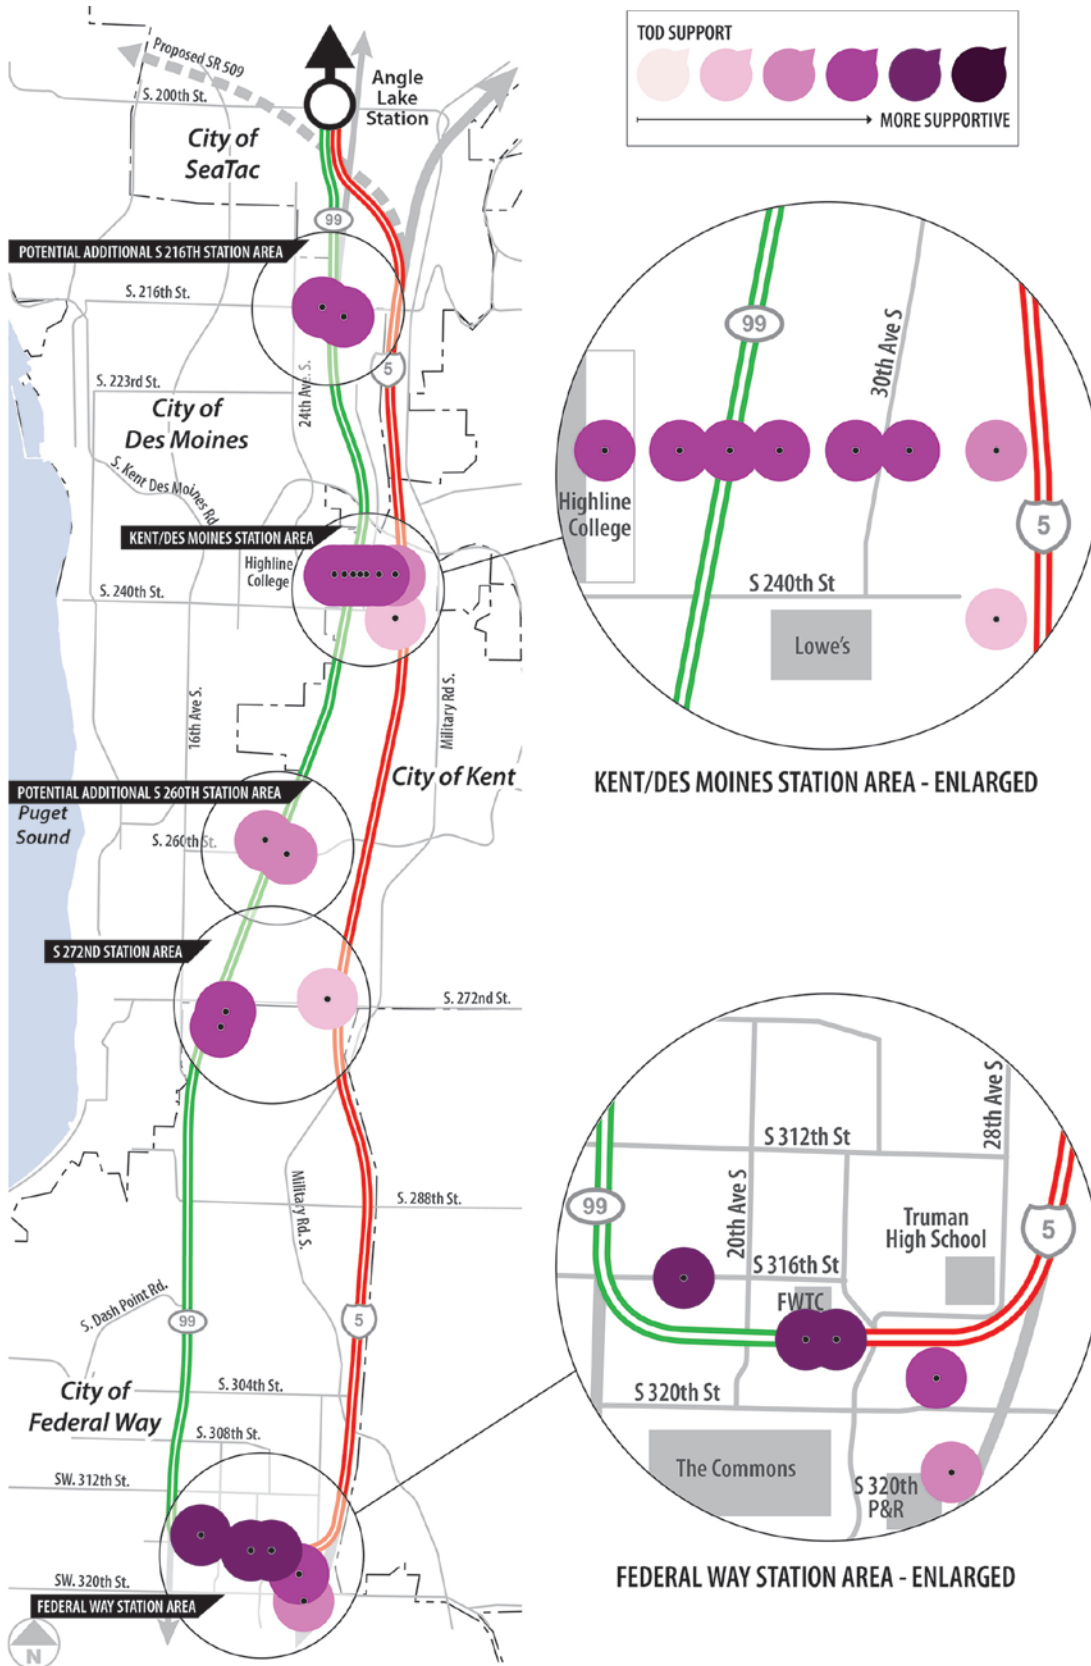 TOD SUPPORT
MORE SUPPORTIVE
Proposed SR 509
S. 200th St.
Angle
Lake
Station
City of
SeaTac
99
POTENTIAL ADDITIONAL S 216TH STATION AREA
S. 216th St.
5
S. 223rd St.
24th Ave. S.
City of
Des Moines
S. Kent Des Moines Rd
KENT/DES MOINES STATION AREA
Highline
College
S. 240th St.
16th Ave S.
Military Rd S.
City of Kent
POTENTIAL ADDITIONAL S 260TH STATION AREA
Puget
Sound
S. 260th St.
S 272ND STATION AREA
S. 272nd St.
Military Rd. S.
S. 288th St.
S. Dash Point Rd.
99
5
S. 304th St.
City of
Federal Way
S. 308th St.
SW. 312th St.
SW. 320th St.
FEDERAL WAY STATION AREA
N
99
30th Ave S
Highline
College
5
S 240th St
Lowe's
KENT/DES MOINES STATION AREA - ENLARGED
28th Ave S
S 312th St
20th Ave S
99
Truman
High School
5
S 316th St
FWTC
S 320th St
The Commons
S 320th
P&R
FEDERAL WAY STATION AREA - ENLARGED